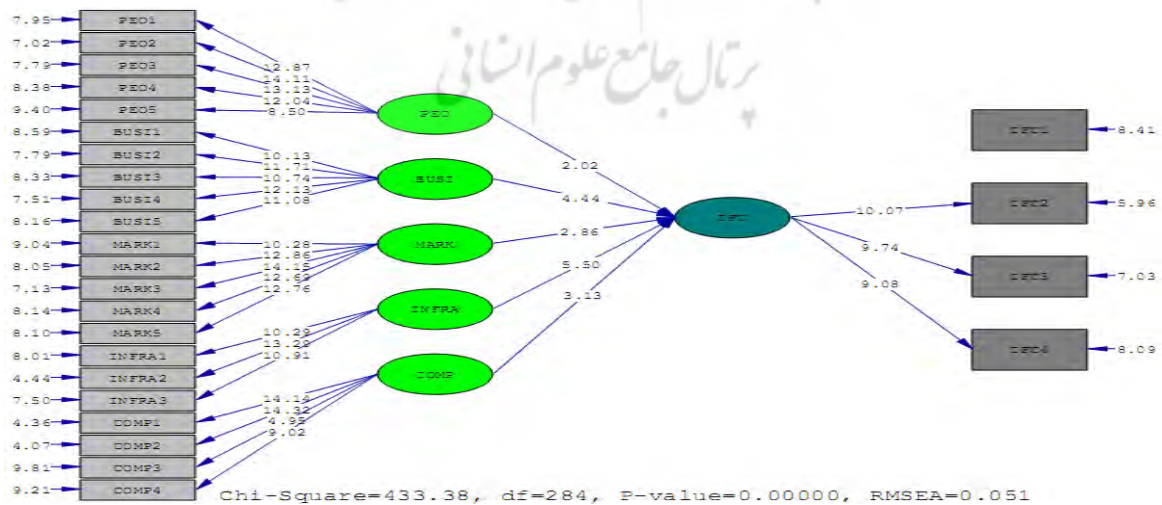 پرتال جامع علوم انسانی
7.95 PEO1
7.02 PEO2
7.79 PEO3
8.38 PEO4
9.40 PEO5
8.59 BUSI1
7.79 BUSI2
8.33 BUSI3
7.51 BUSI4
8.16 BUSI5
9.04 MARK1
8.05 MARK2
7.13 MARK3
8.14 MARK4
8.10 MARK5
8.01 INFRA1
4.44 INFRA2
7.50 INFRA3
4.36 COMP1
4.07 COMP2
9.81 COMP3
9.21 COMP4
12.87
14.11
13.13
12.04
8.50
10.13
11.71
10.74
12.13
11.08
10.28
12.86
14.15
12.69
12.76
10.29
13.20
10.91
14.14
14.32
4.95
9.02
PEO
BUSI
MARK
INFRA
COMP
2.02
4.44
2.86
5.50
3.13
10.07
9.74
9.08
8.41
5.96
7.03
8.09
Chi-Square=433.38, df=284, P-value=0.00000, RMSEA=0.051